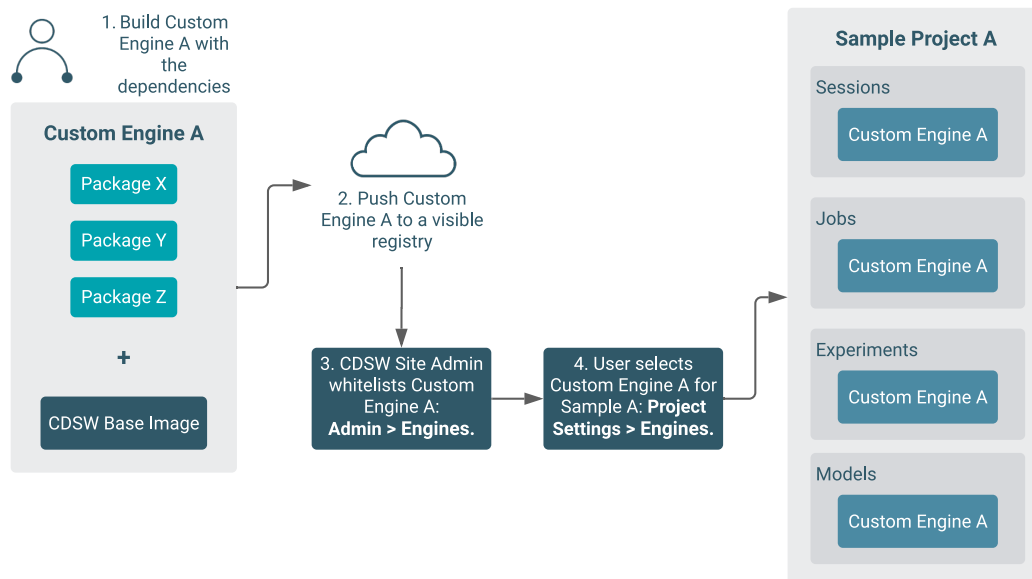 1. Build Custom
Engine A with
the
dependencies
Custom Engine A
Package X
Package Y
Package Z
+
CDSW Base Image
2. Push Custom
Engine A to a visible
registry
3. CDSW Site Admin
whitelists Custom
Engine A:
Admin > Engines.
4. User selects
Custom Engine A for
Sample A: Project
Settings > Engines.
Sample Project A
Sessions
Custom Engine A
Jobs
Custom Engine A
Experiments
Custom Engine A
Models
Custom Engine A